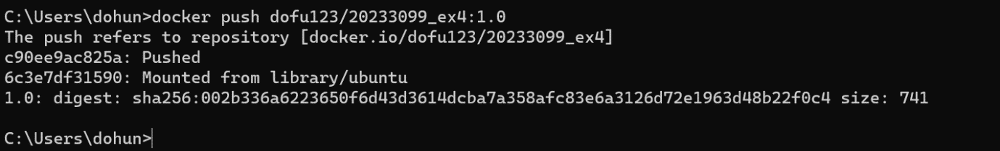 C:\Users\dohun>docker push dofu123/20233099_ex4:1.0
The push refers to repository [docker.io/dofu123/20233099_ex4]
c90ee9ac825a: Pushed
6c3e7df31590: Mounted from library/ubuntu
1.0: digest: sha256:002b336a6223650f6d43d3614dcba7a358afc83e6a3126d72e1963d48b22f0c4 size: 741
C:\Users\dohun>